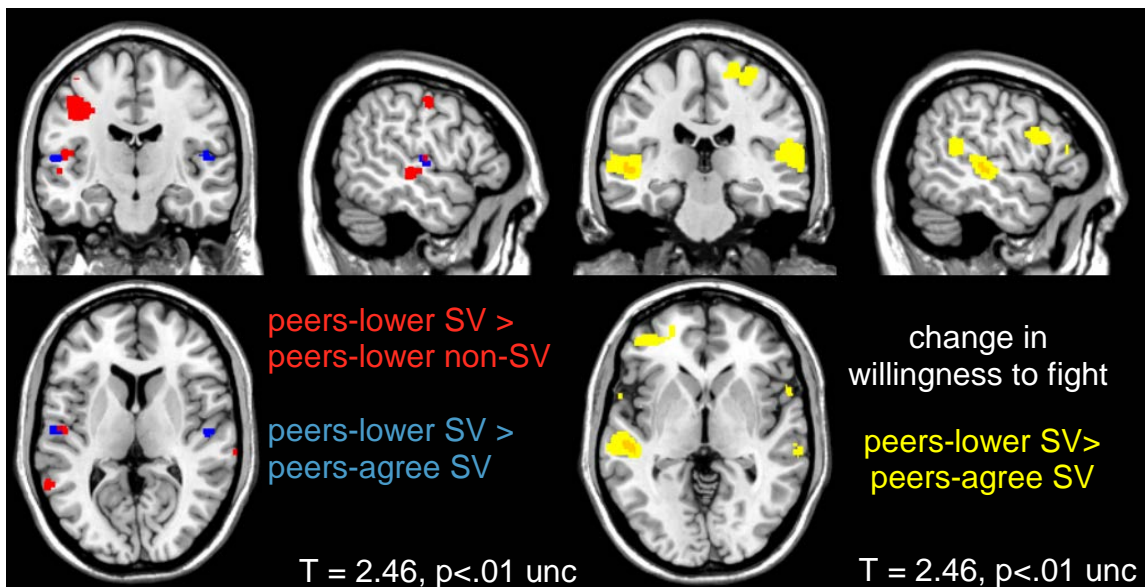 peers-lower SV >
peers-lower non-SV
peers-lower SV >
peers-agree SV
T = 2.46, p<.01 unc
change in
willingness to fight
peers-lower SV>
peers-agree SV
T = 2.46, p<.01 unc